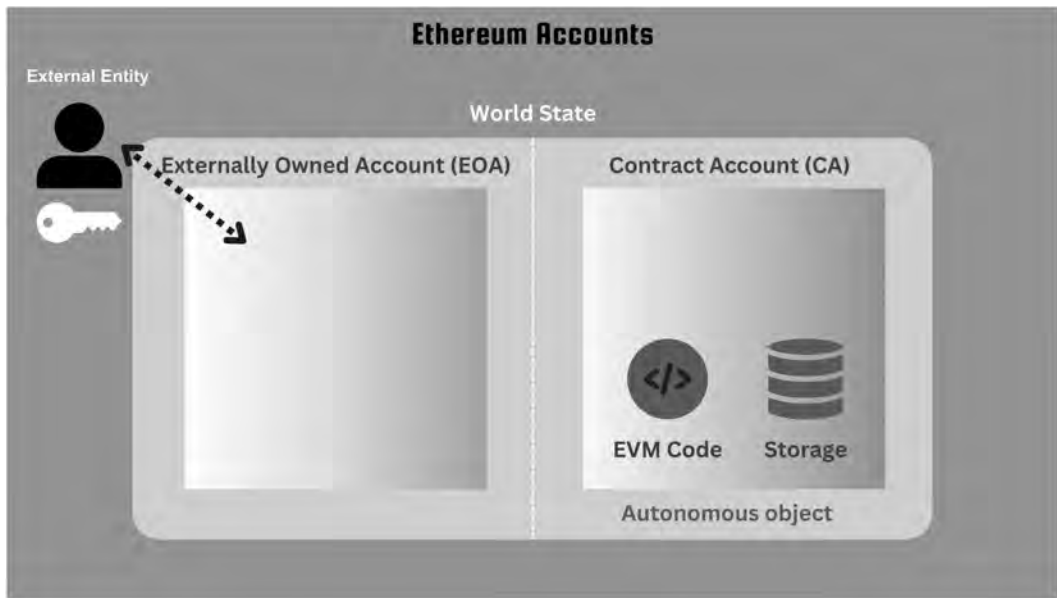 Ethereum Accounts
External Entity
World State
Externally Owned Account (EOA)
Contract Account (CA)
</>
EVM Code
Storage
Autonomous object